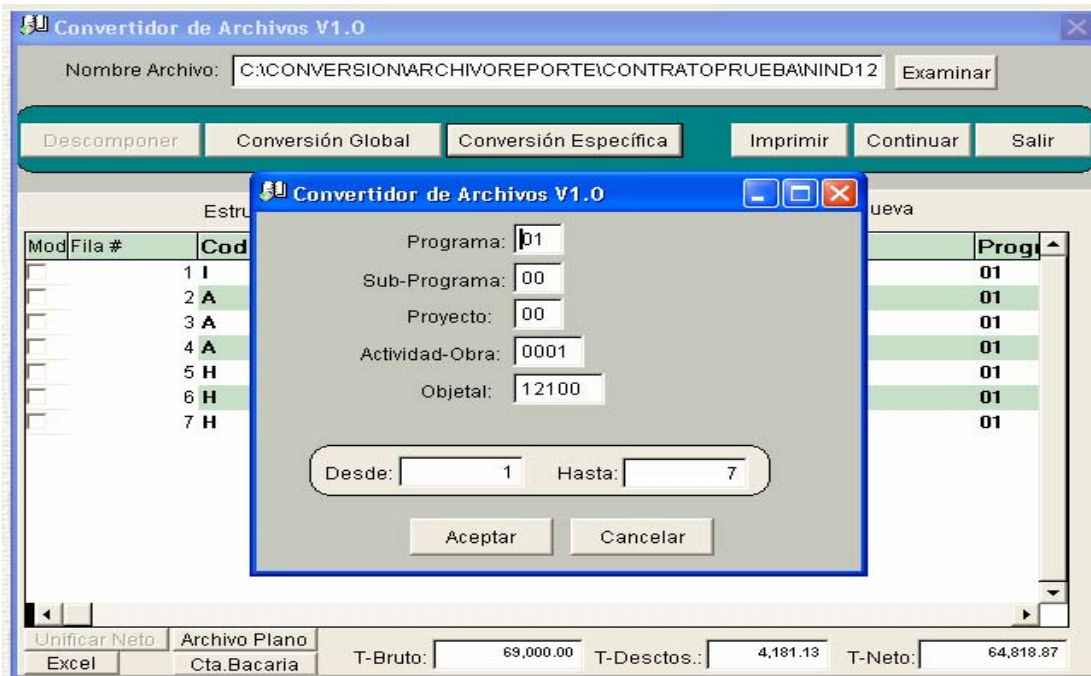 Convertidor de Archivos V1.0
Nombre Archivo: C:\CONVERSION\ARCHIVOREPORTE\CONTRATOPRUEBA\NIND12 Examinar
Descomponer Conversión Global Conversión Específica Imprimir Continuar Salir
Convertidor de Archivos V1.0
Estru ueva
Mod Fila # Cod Progr
1 I 01
2 A 01
3 A 01
4 A 01
5 H 01
6 H 01
7 H 01
Programa: 01
Sub-Programa: 00
Proyecto: 00
Actividad-Obra: 0001
Objetal: 12100
Desde: 1 Hasta: 7
Aceptar Cancelar
Unificar Neto Archivo Plano
Excel Cta.Bacaria T-Bruto: 69,000.00 T-Desctos.: 4,181.13 T-Neto: 64,818.87